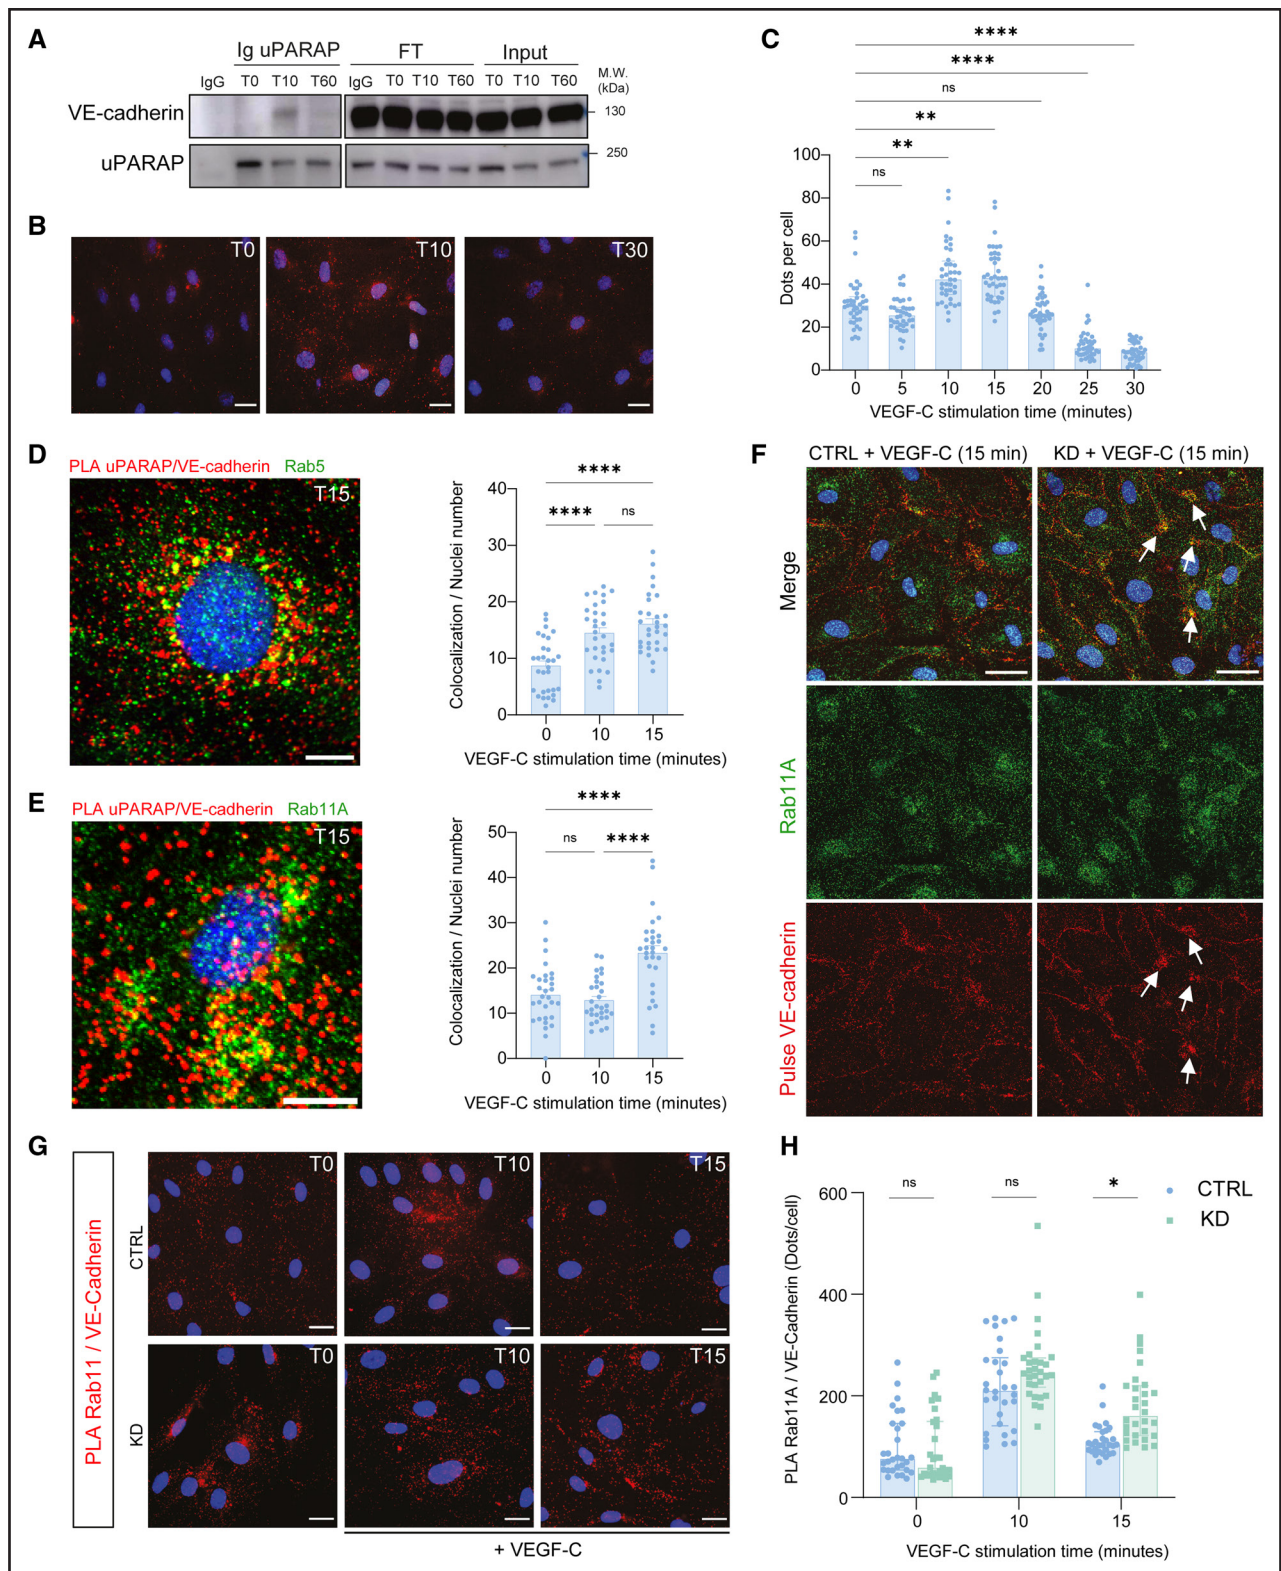 A
Ig uPARAP
FT
Input
IgG
T0
T10
T60
IgG
T0
T10
T60
T0
T10
T60
M.W.
(kDa)
VE-cadherin
130
uPARAP
250
B
T0
T10
T30
C
****
****
ns
**
**
ns
100
80
60
40
20
0
Dots per cell
0
5
10
15
20
25
30
VEGF-C stimulation time (minutes)
D
PLA uPARAP/VE-cadherin
Rab5
T15
****
****
ns
40
30
20
10
0
Colocalization / Nuclei number
0
10
15
VEGF-C stimulation time (minutes)
E
PLA uPARAP/VE-cadherin
Rab11A
T15
****
ns
****
50
40
30
20
10
0
Colocalization / Nuclei number
0
10
15
VEGF-C stimulation time (minutes)
F
CTRL + VEGF-C (15 min)
KD + VEGF-C (15 min)
Merge
Rab11A
Pulse VE-cadherin
G
PLA Rab11 / VE-Cadherin
CTRL
T0
T10
T15
KD
T0
T10
T15
+ VEGF-C
H
ns
ns
*
CTRL
KD
600
400
200
0
PLA Rab11A / VE-Cadherin (Dots/cell)
0
10
15
VEGF-C stimulation time (minutes)